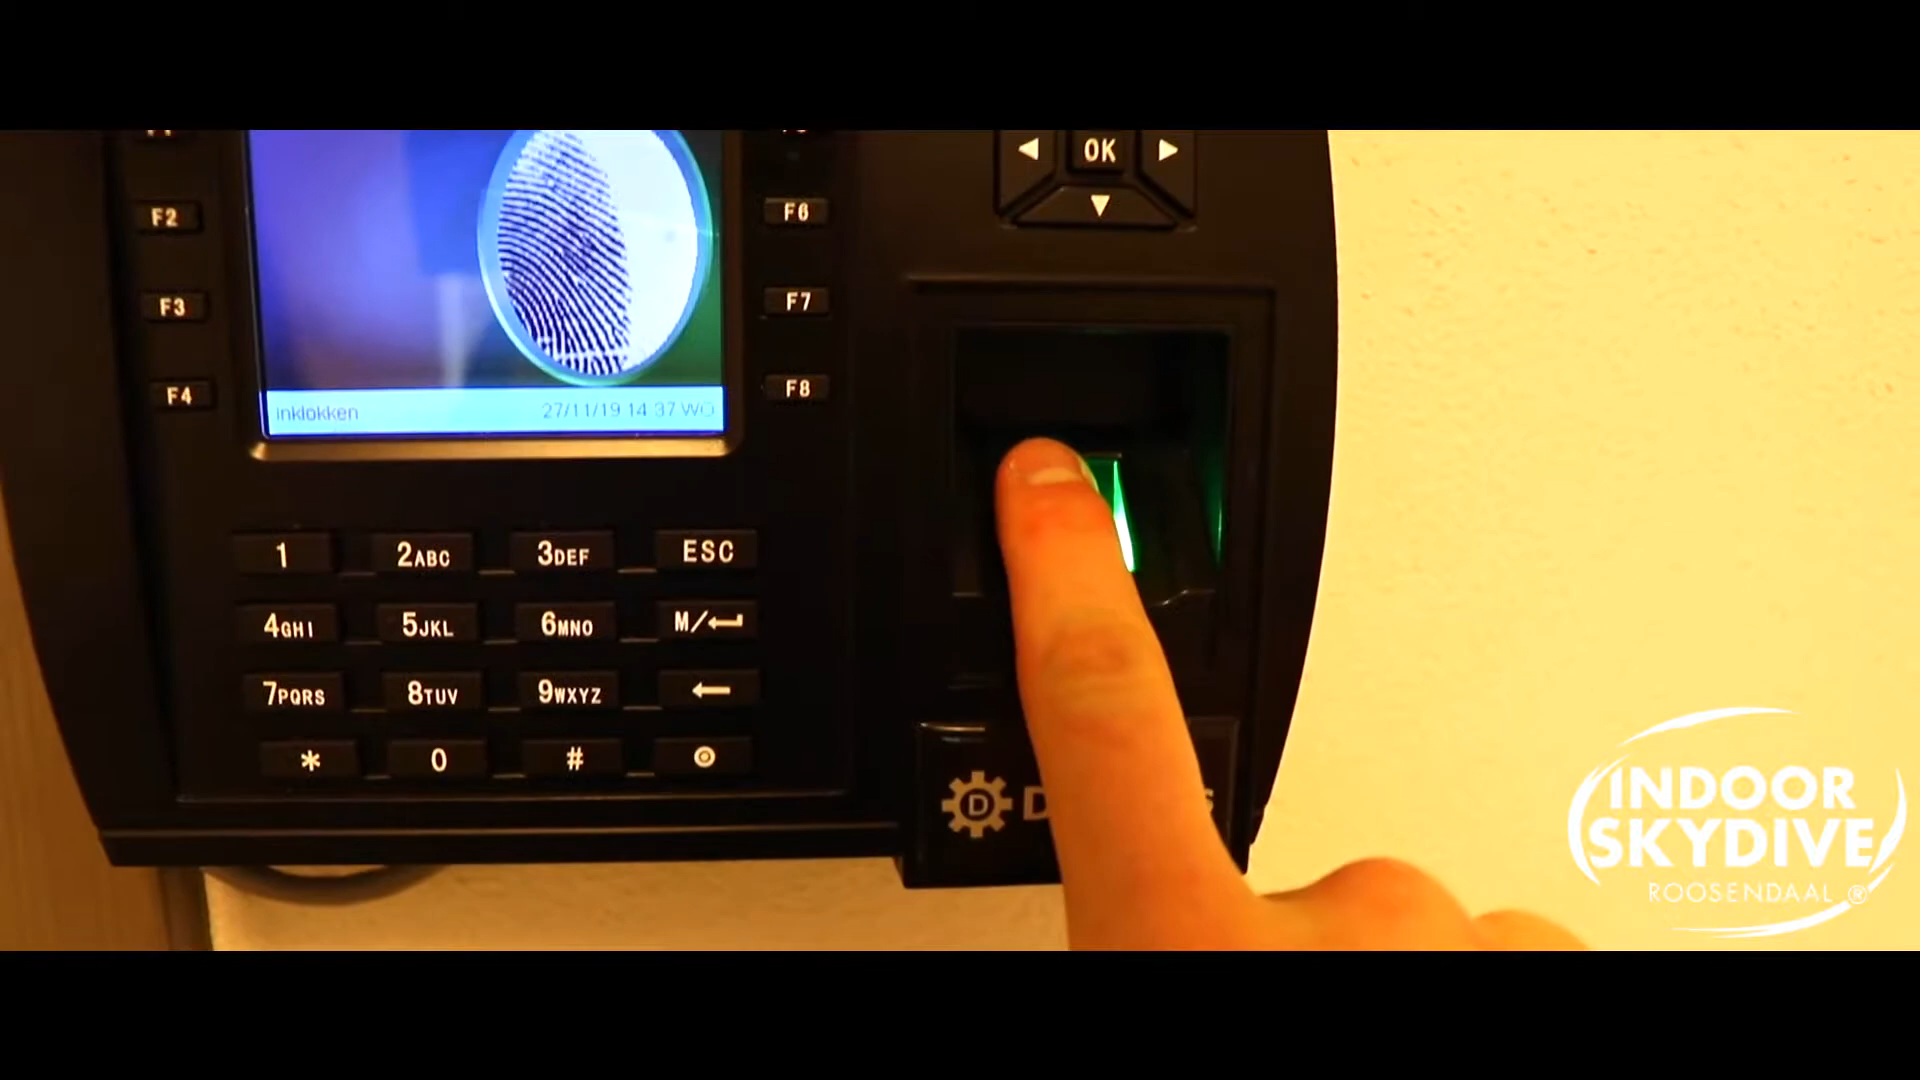 F2
F3
F4
inklokken 27/11/19 14:37 WO
F6
F7
F8
OK
1 2ABC 3DEF ESC
4GHI 5JKL 6MNO M/
7PQRS 8TUV 9WXYZ
* 0 #
D
INDOOR
SKYDIVE
ROOSENDAAL ®